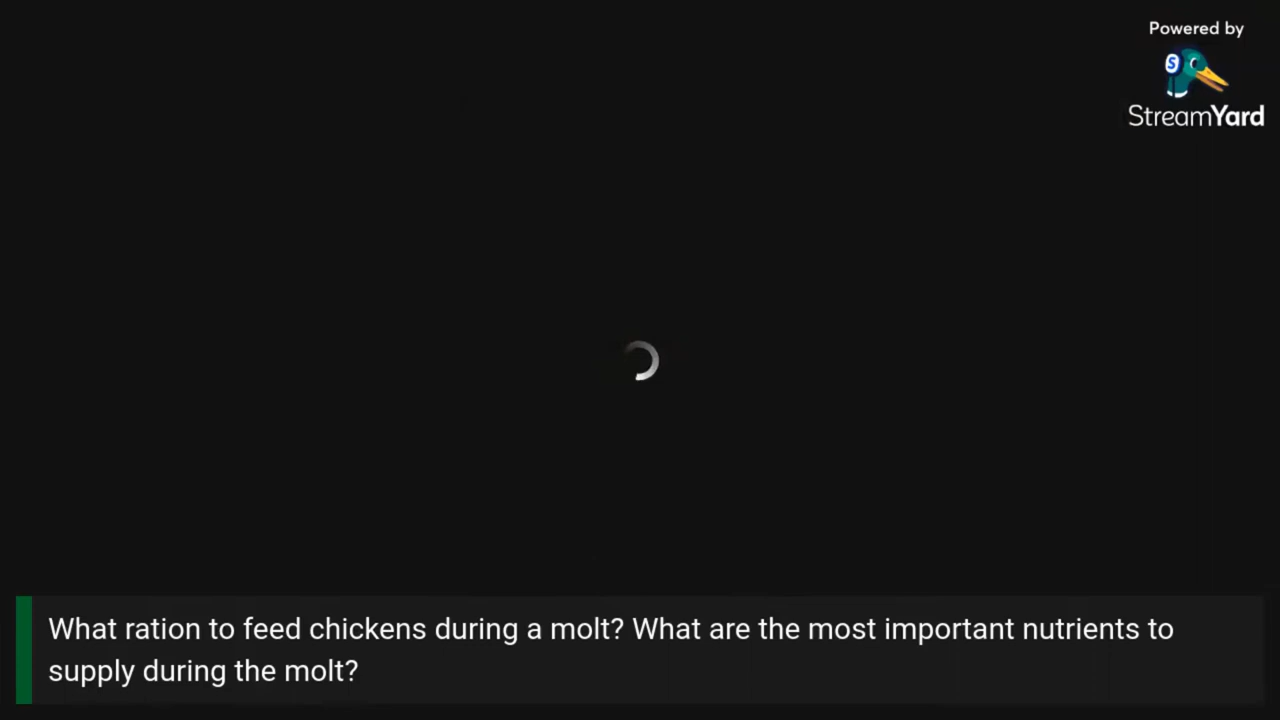 Powered by
S
StreamYard
What ration to feed chickens during a molt? What are the most important nutrients to
supply during the molt?